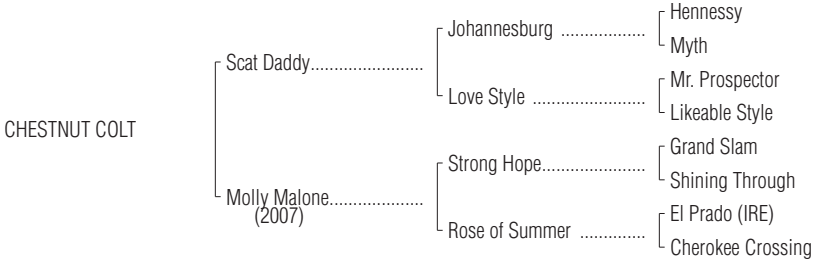 Hennessy
Johannesburg ....................
Myth
Scat Daddy.......................
Mr. Prospector
Love Style .......................
Likeable Style
CHESTNUT COLT
Grand Slam
Strong Hope.....................
Shining Through
Molly Malone...................
(2007)
El Prado (IRE)
Rose of Summer ..............
Cherokee Crossing